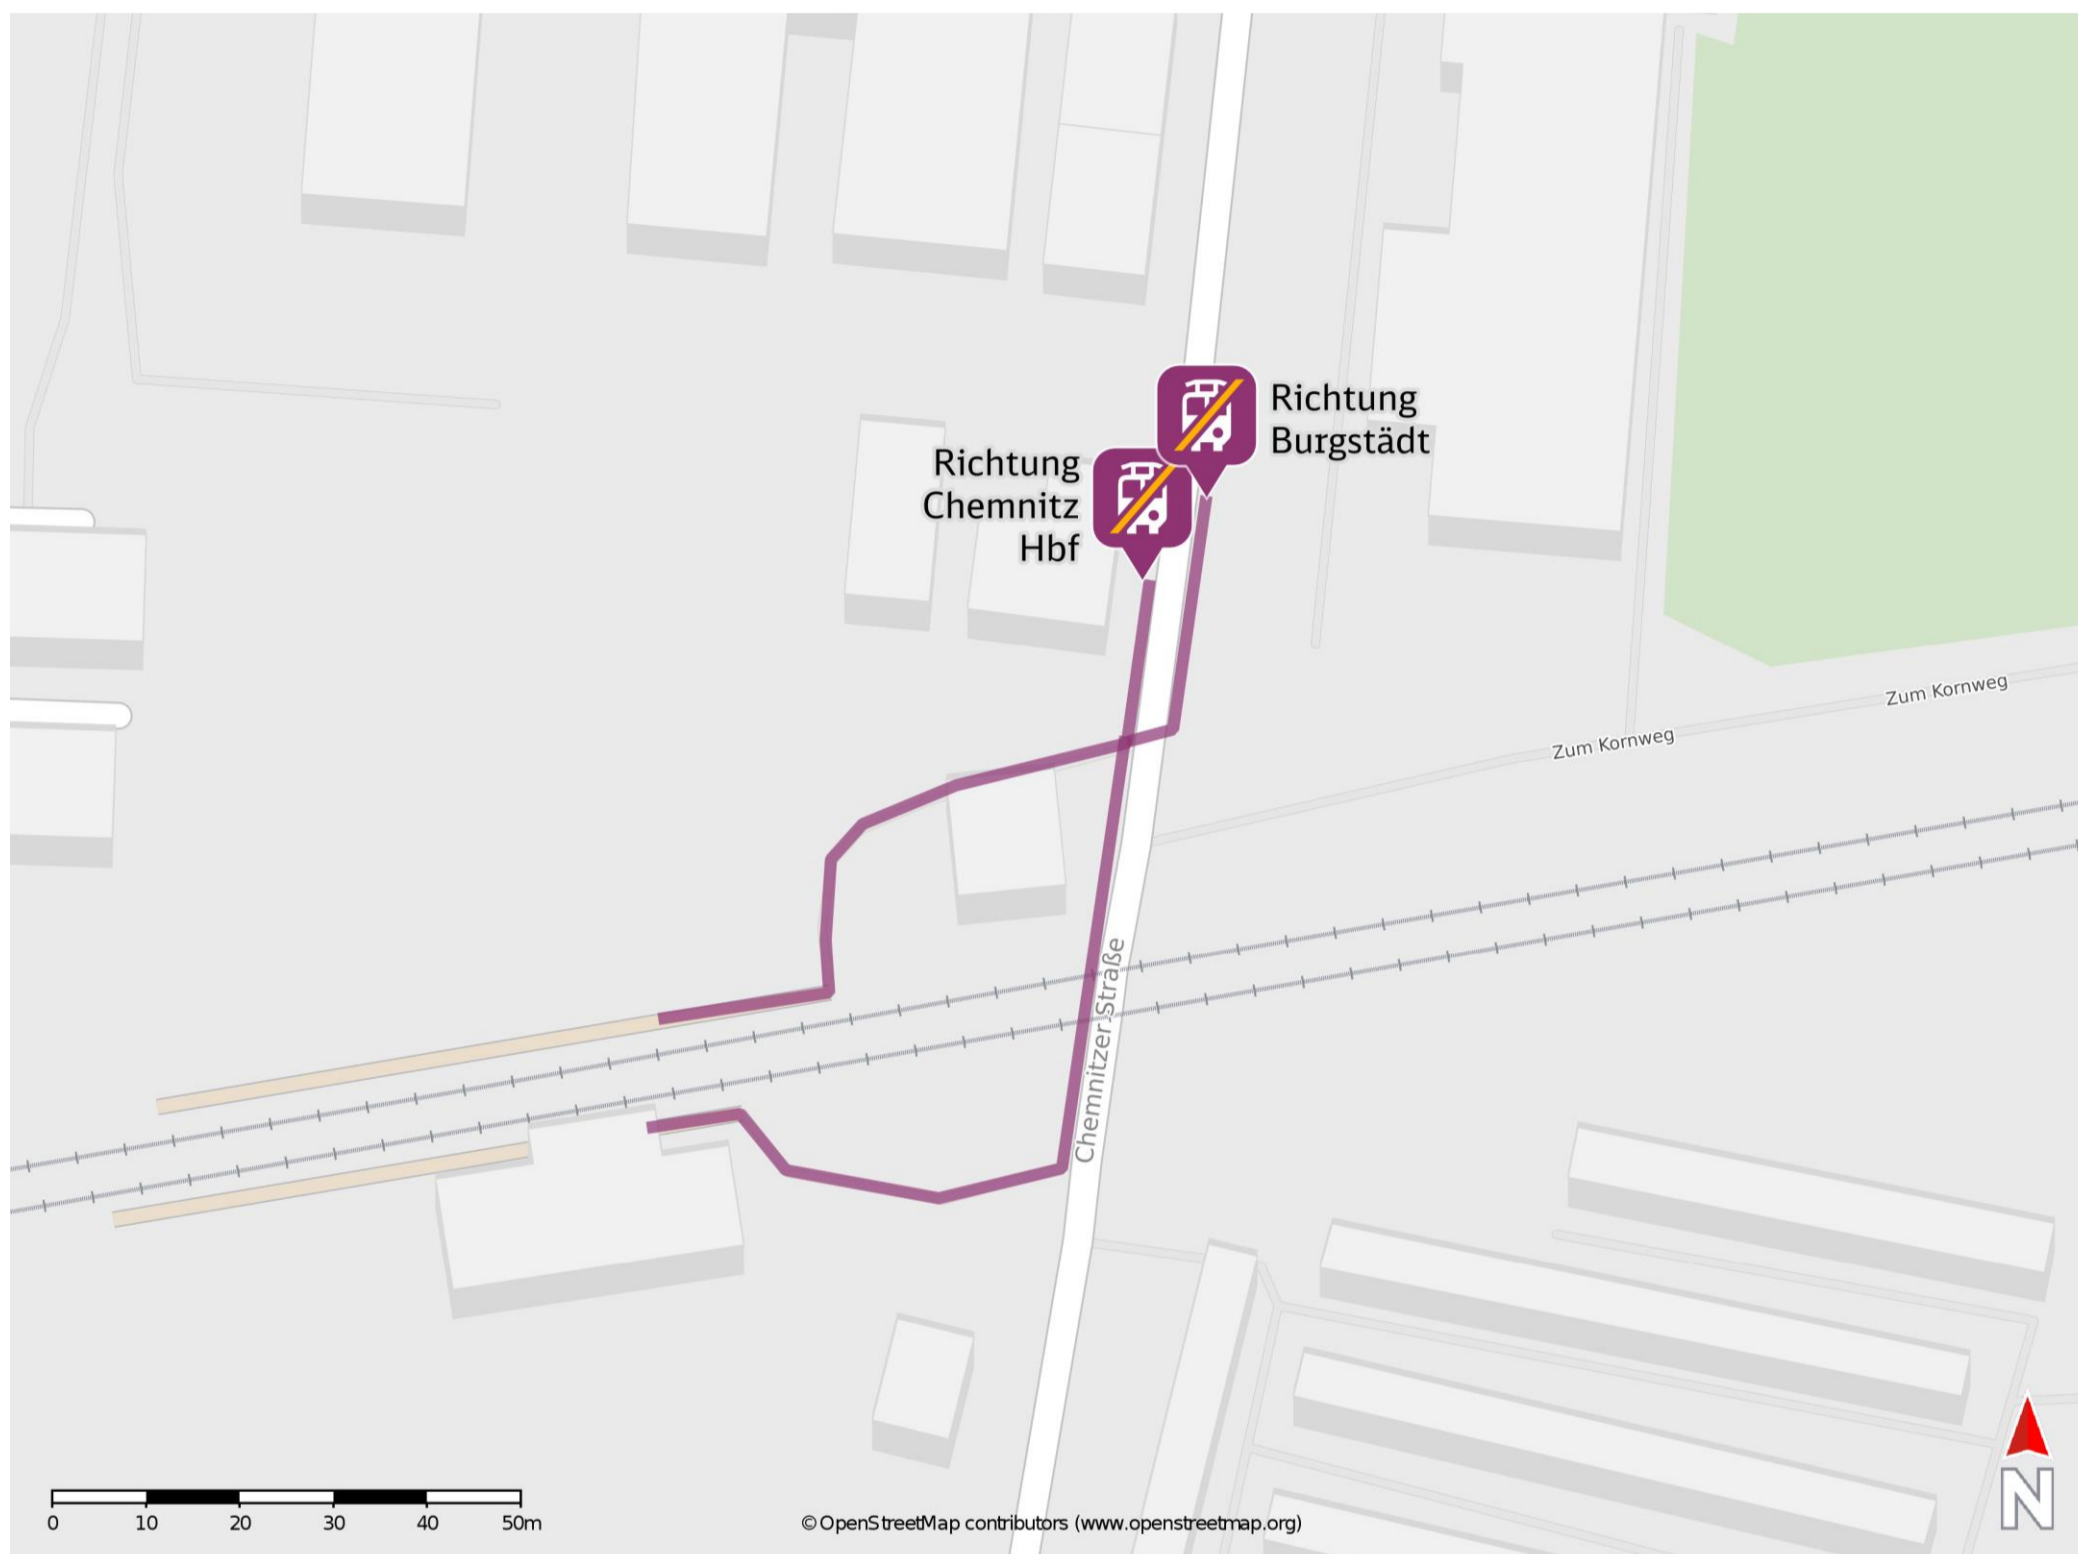 Richtung
Burgstädt
Richtung
Chemnitz
Hbf
Zum Kornweg
Zum Kornweg
Chemnitzer Straße
0 10 20 30 40 50m
© OpenStreetMap contributors (www.openstreetmap.org)
N